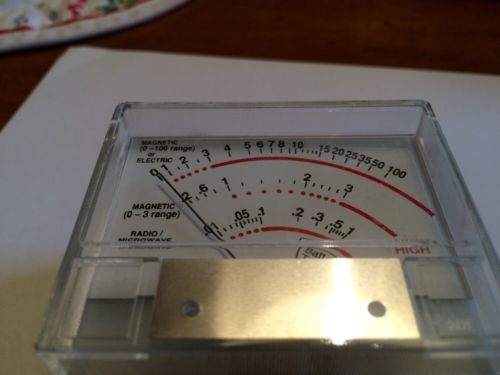 MAGNETIC
(0–100 range)
or
ELECTRIC
0 1 2 3 4 5 6 7 8 10 15 20 25 35 50 100
MAGNETIC
(0–3 range)
.2 .6 1 2 3
RADIO /
MICROWAVE
.01 .05 .1 .2 .3 .5 1
HIGH